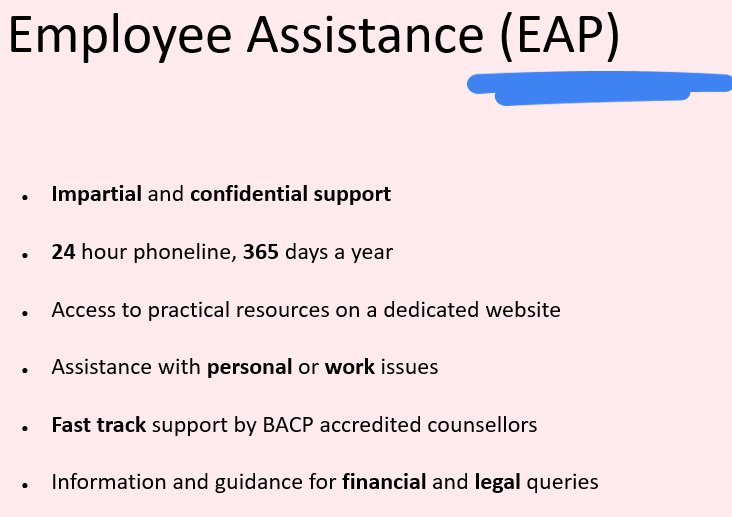 Employee Assistance (EAP)
• Impartial and confidential support
• 24 hour phoneline, 365 days a year
• Access to practical resources on a dedicated website
• Assistance with personal or work issues
• Fast track support by BACP accredited counsellors
• Information and guidance for financial and legal queries